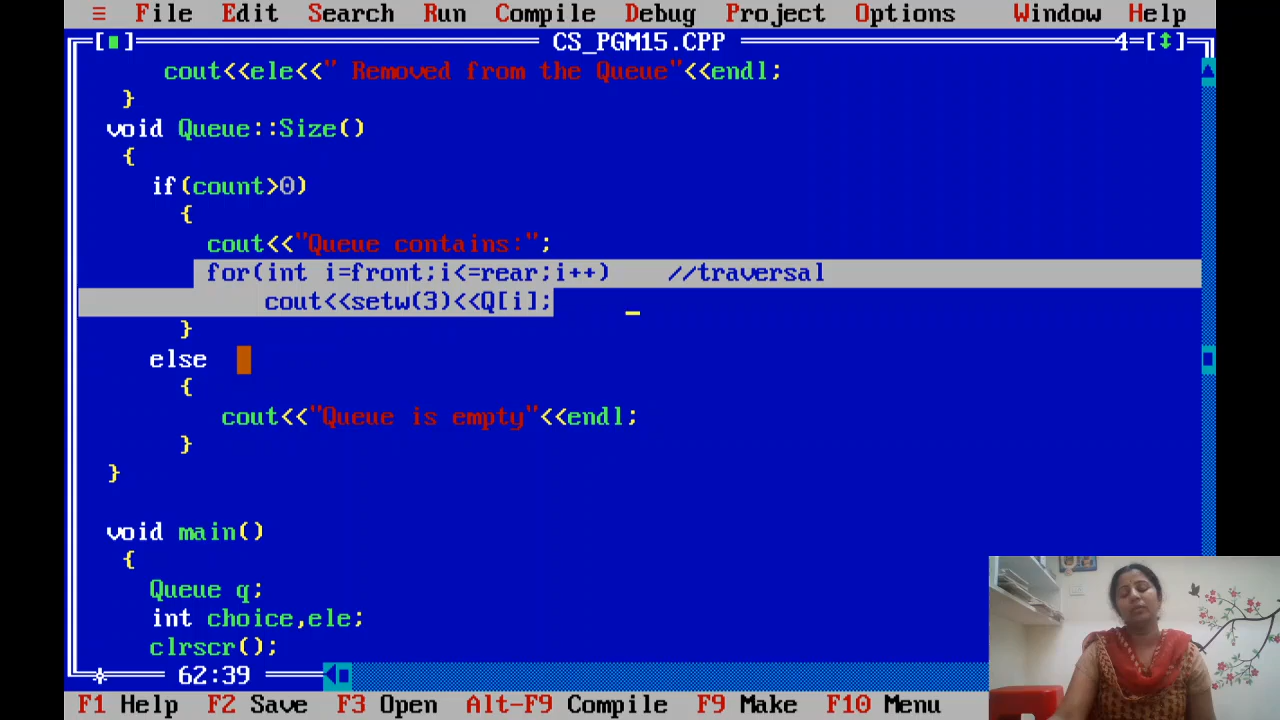 ≡ File Edit Search Run Compile Debug Project Options Window Help
[■] CS_PGM15.CPP 4=[↕]
cout<<ele<<" Removed from the Queue"<<endl;
}
void Queue::Size()
{
if(count>0)
{
cout<<"Queue contains:";
for(int i=front;i<=rear;i++) //traversal
cout<<setw(3)<<Q[i];
}
else
{
cout<<"Queue is empty"<<endl;
}
}
void main()
{
Queue q;
int choice,ele;
clrscr();
62:39
F1 Help F2 Save F3 Open Alt-F9 Compile F9 Make F10 Menu